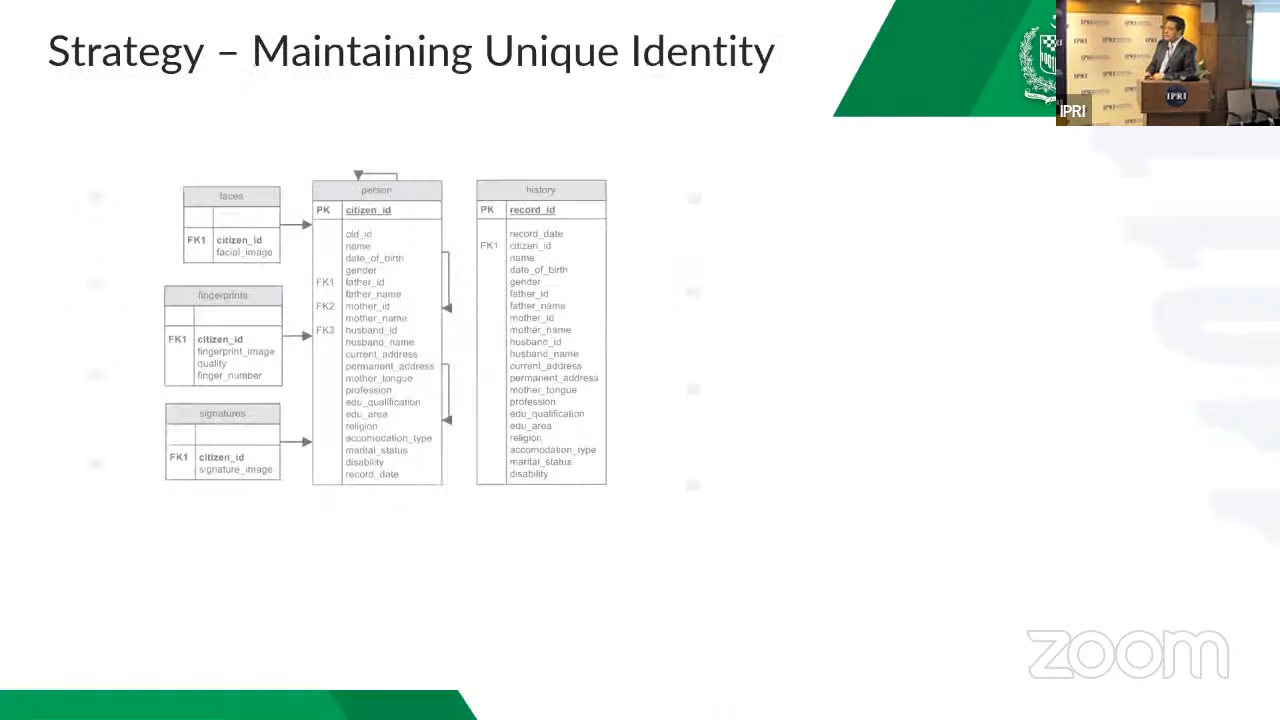 Strategy – Maintaining Unique Identity
IPRI
IPRI
faces
FK1 citizen_id
facial_image
fingerprints
FK1 citizen_id
fingerprint_image
quality
finger_number
signatures
FK1 citizen_id
signature_image
person
PK citizen_id
old_id
name
date_of_birth
gender
FK1 father_id
father_name
FK2 mother_id
mother_name
FK3 husband_id
husband_name
current_address
permanent_address
mother_tongue
profession
edu_qualification
edu_area
religion
accomodation_type
marital_status
disability
record_date
history
PK record_id
record_date
FK1 citizen_id
name
date_of_birth
gender
father_id
father_name
mother_id
mother_name
husband_id
husband_name
current_address
permanent_address
mother_tongue
profession
edu_qualification
edu_area
religion
accomodation_type
marital_status
disability
zoom